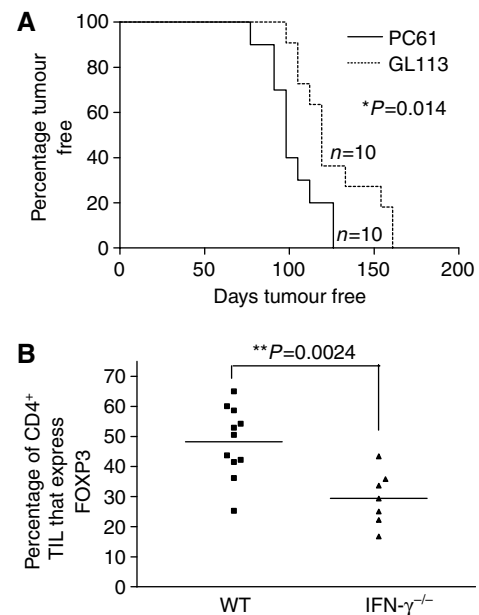 A
100
80
60
40
20
0
Percentage tumour
free
PC61
GL113
*P=0.014
n=10
n=10
0 50 100 150 200
Days tumour free
B
**P=0.0024
70
60
50
40
30
20
10
0
Percentage of CD4⁺
TIL that express
FOXP3
WT IFN-γ⁻/⁻